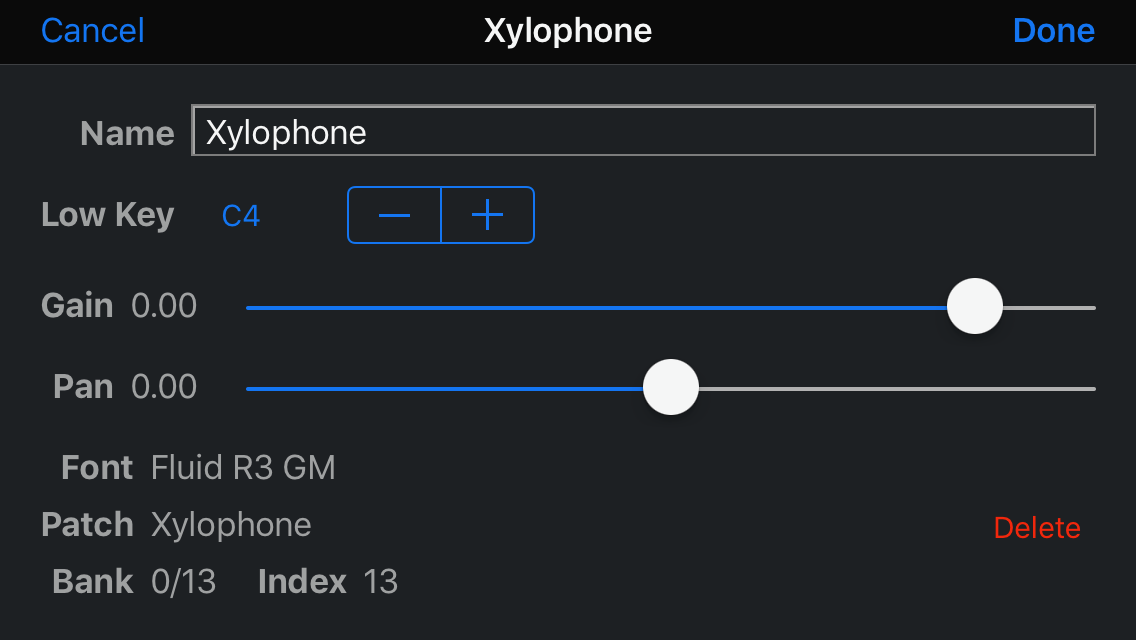 Cancel Xylophone Done
Name Xylophone
Low Key C4 — +
Gain 0.00
Pan 0.00
Font Fluid R3 GM
Patch Xylophone Delete
Bank 0/13 Index 13